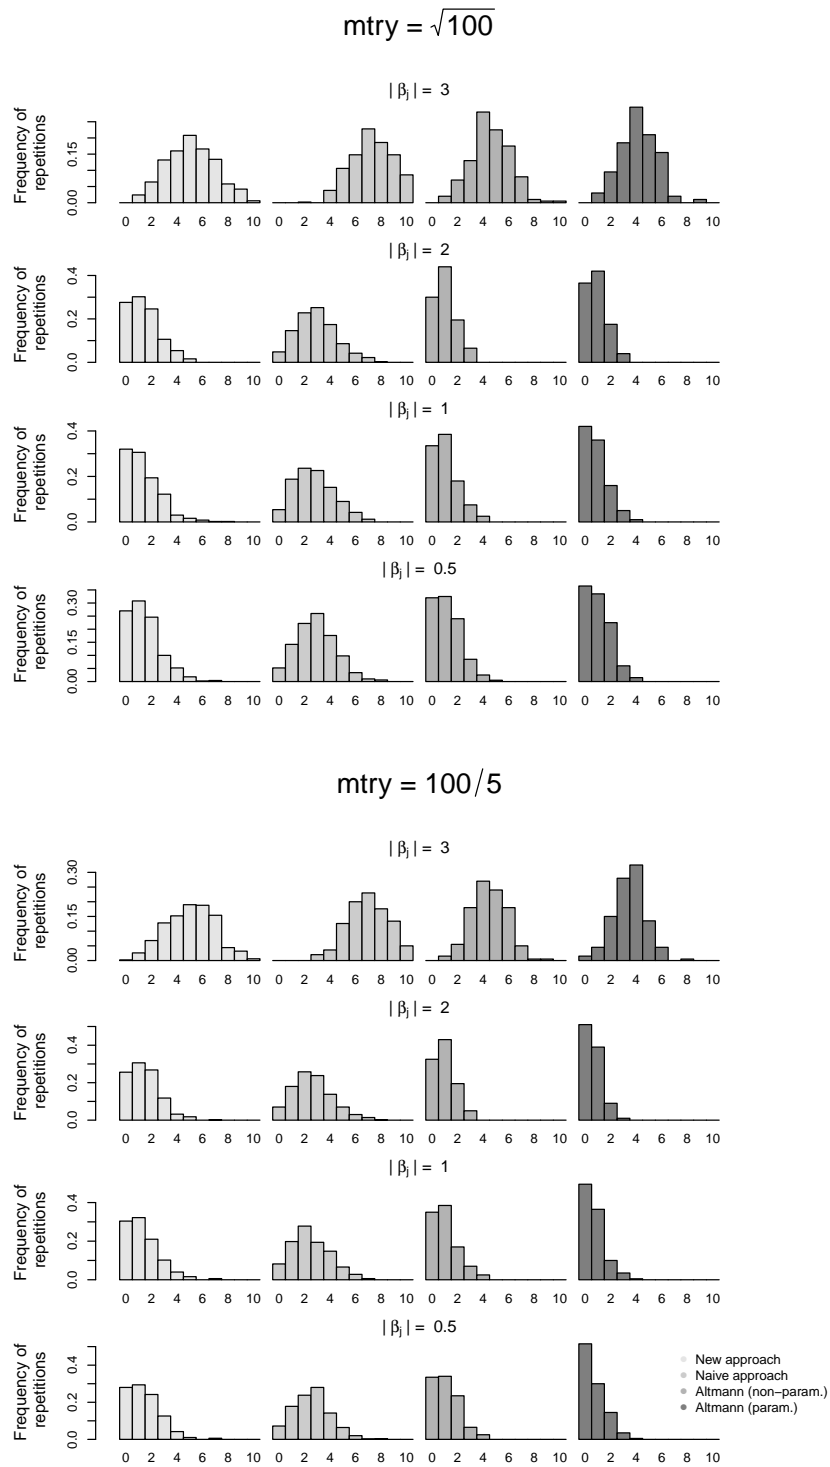 mtry = √100
| βj | = 3
Frequency of
repetitions
0.00 0.15
0 2 4 6 8 10 0 2 4 6 8 10 0 2 4 6 8 10 0 2 4 6 8 10
| βj | = 2
Frequency of
repetitions
0.0 0.2 0.4
0 2 4 6 8 10 0 2 4 6 8 10 0 2 4 6 8 10 0 2 4 6 8 10
| βj | = 1
Frequency of
repetitions
0.0 0.2 0.4
0 2 4 6 8 10 0 2 4 6 8 10 0 2 4 6 8 10 0 2 4 6 8 10
| βj | = 0.5
Frequency of
repetitions
0.00 0.15 0.30
0 2 4 6 8 10 0 2 4 6 8 10 0 2 4 6 8 10 0 2 4 6 8 10
mtry = 100/5
| βj | = 3
Frequency of
repetitions
0.00 0.15 0.30
0 2 4 6 8 10 0 2 4 6 8 10 0 2 4 6 8 10 0 2 4 6 8 10
| βj | = 2
Frequency of
repetitions
0.0 0.2 0.4
0 2 4 6 8 10 0 2 4 6 8 10 0 2 4 6 8 10 0 2 4 6 8 10
| βj | = 1
Frequency of
repetitions
0.0 0.2 0.4
0 2 4 6 8 10 0 2 4 6 8 10 0 2 4 6 8 10 0 2 4 6 8 10
| βj | = 0.5
Frequency of
repetitions
0.0 0.2 0.4
0 2 4 6 8 10 0 2 4 6 8 10 0 2 4 6 8 10 0 2 4 6 8 10
New approach
Naive approach
Altmann (non−param.)
Altmann (param.)